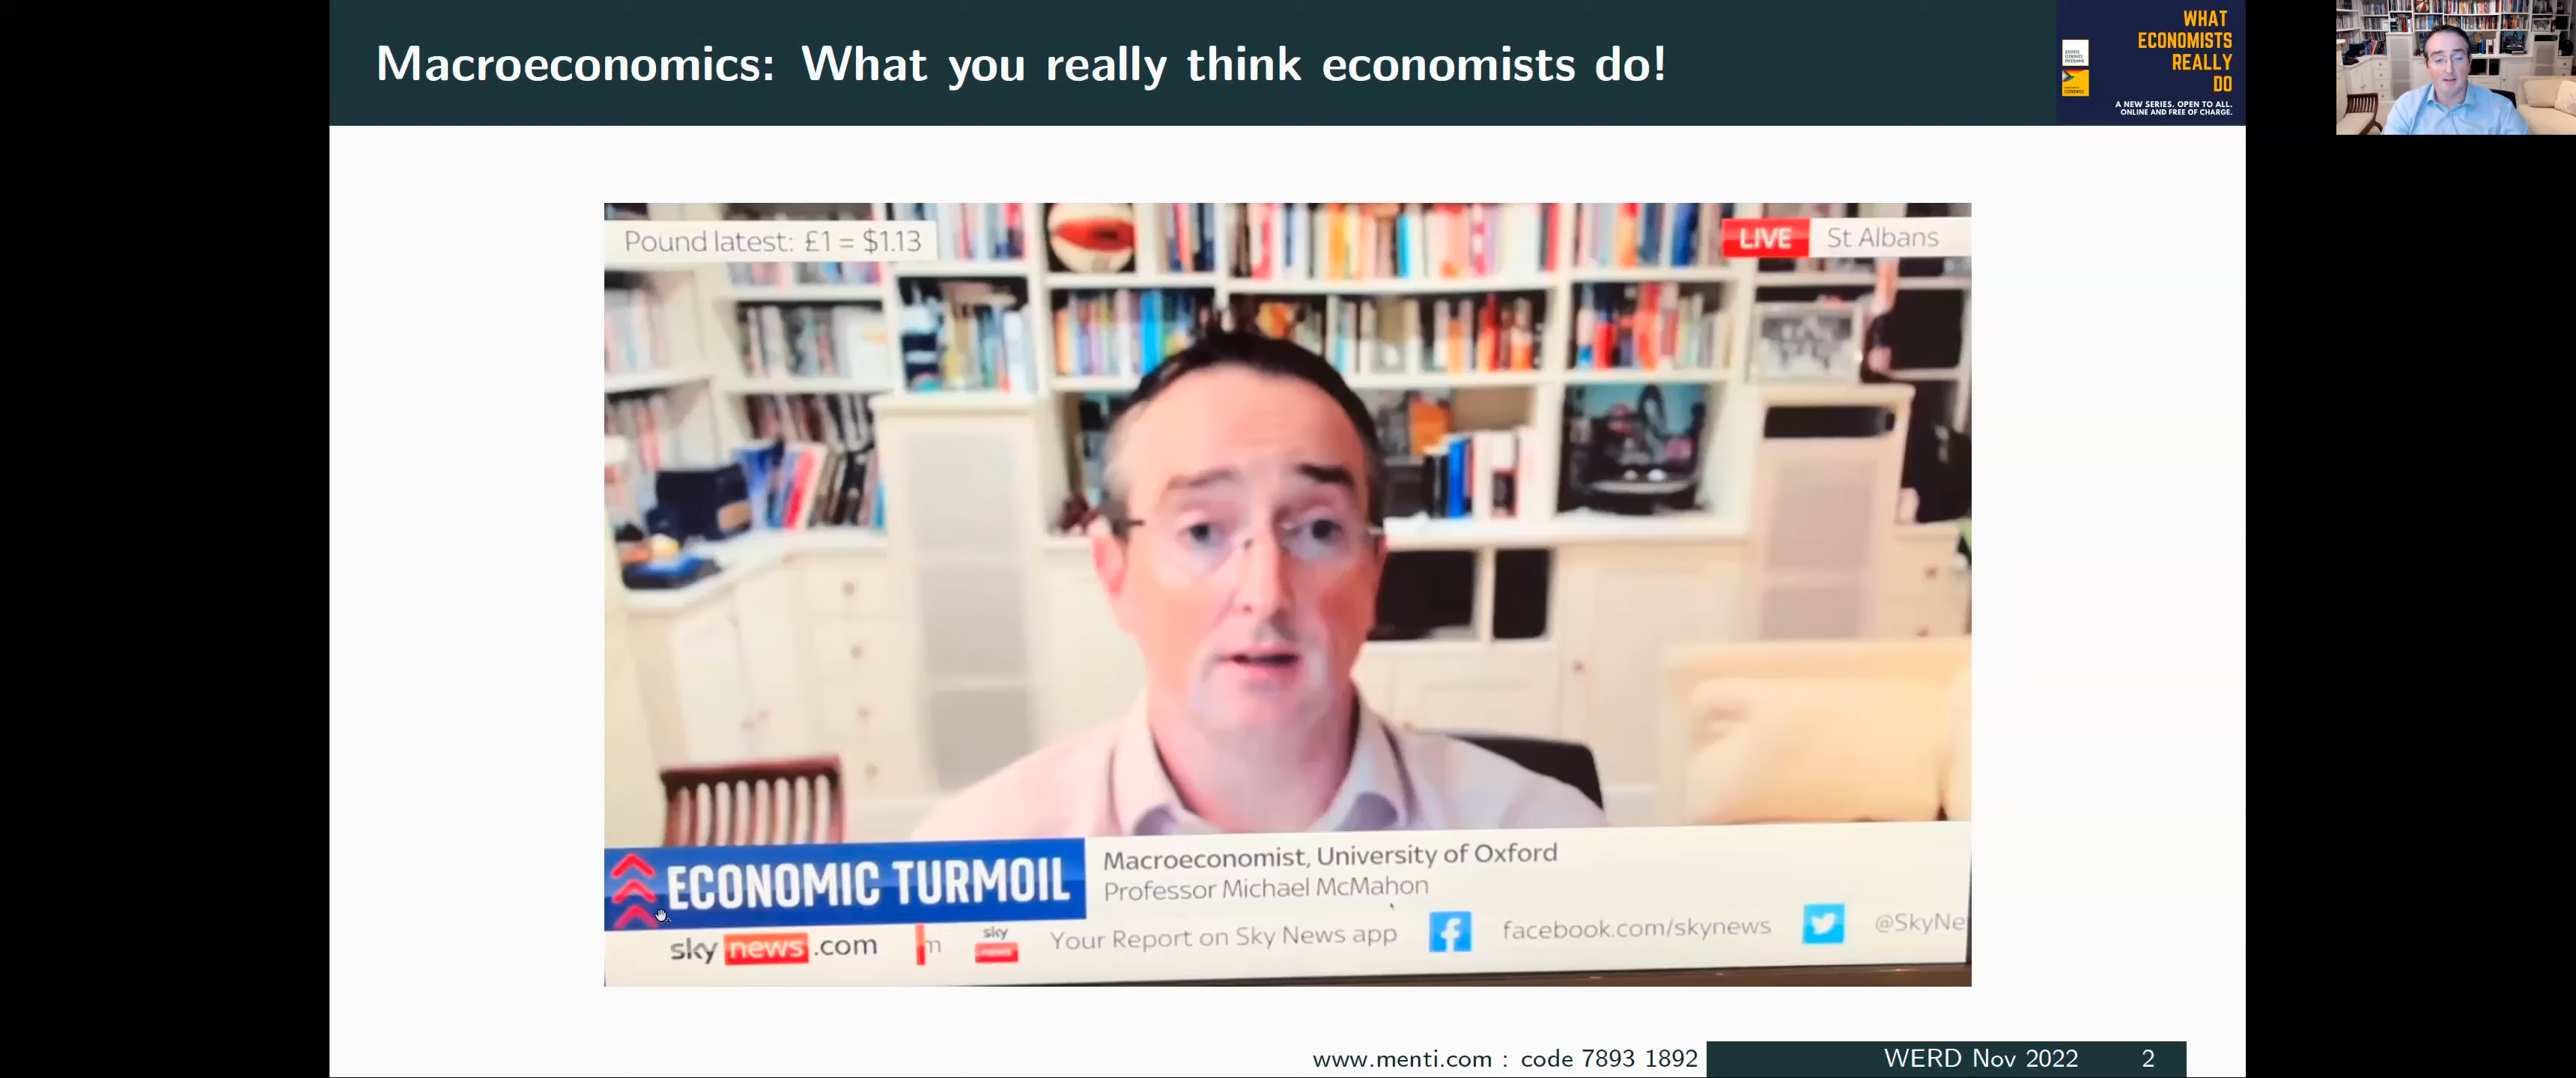 Macroeconomics: What you really think economists do!
WHAT
ECONOMISTS
REALLY
DO
A NEW SERIES. OPEN TO ALL.
ONLINE AND FREE OF CHARGE.
Pound latest: £1 = $1.13
LIVE St Albans
ECONOMIC TURMOIL
Macroeconomist, University of Oxford
Professor Michael McMahon
sky news.com m sky news Your Report on Sky News app facebook.com/skynews @SkyNe
www.menti.com : code 7893 1892
WERD Nov 2022 2